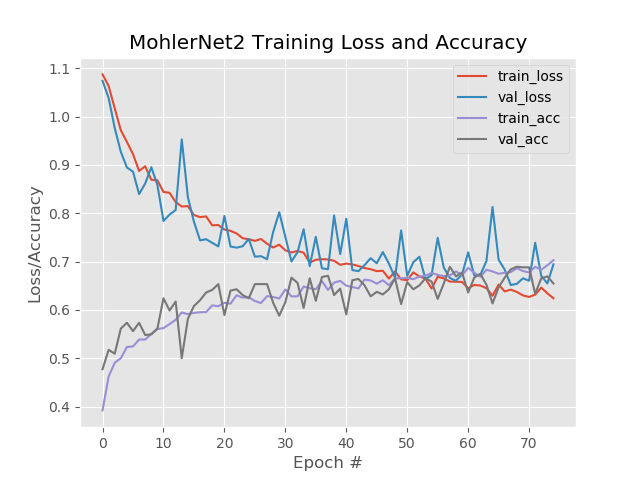 MohlerNet2 Training Loss and Accuracy
1.1
1.0
0.9
0.8
0.7
0.6
0.5
0.4
Loss/Accuracy
train_loss
val_loss
train_acc
val_acc
0 10 20 30 40 50 60 70
Epoch #